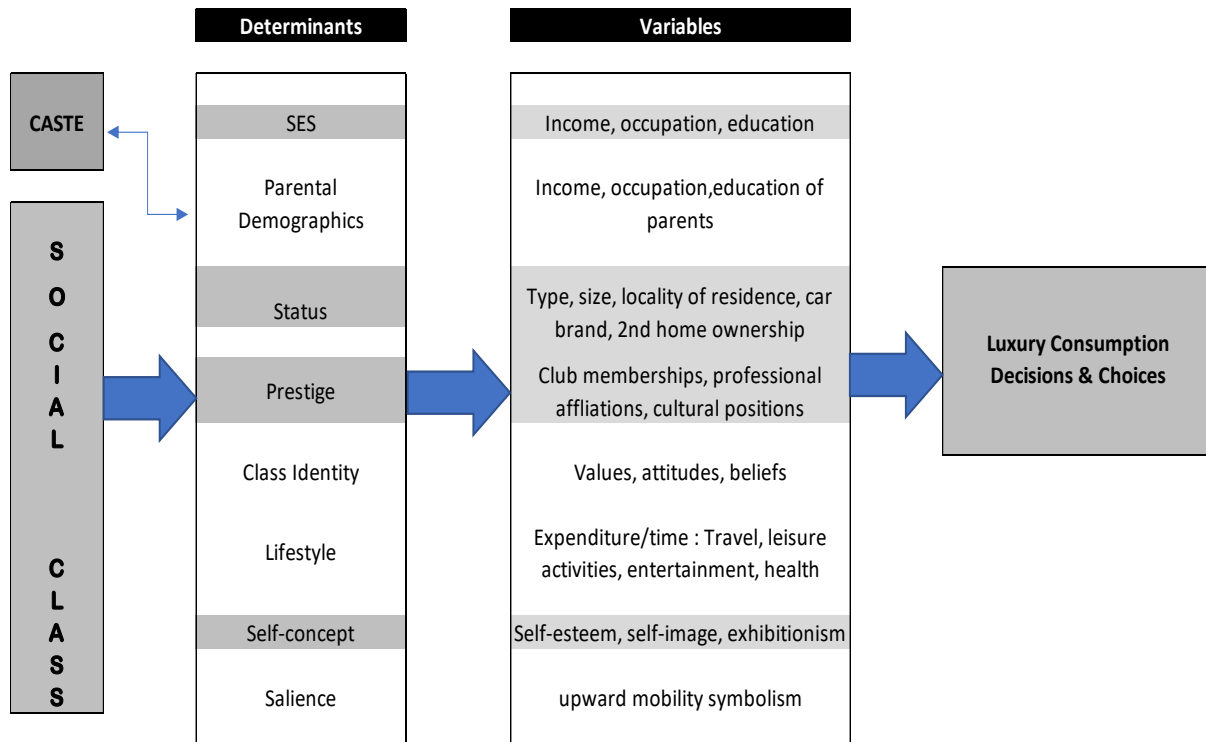 Determinants
Variables
CASTE
SES
Income, occupation, education
Parental
Demographics
Income, occupation,education of
parents
SOCIAL
CLASS
Status
Type, size, locality of residence, car
brand, 2nd home ownership
Prestige
Club memberships, professional
affliations, cultural positions
Class Identity
Values, attitudes, beliefs
Lifestyle
Expenditure/time : Travel, leisure
activities, entertainment, health
Self-concept
Self-esteem, self-image, exhibitionism
Salience
upward mobility symbolism
Luxury Consumption
Decisions & Choices